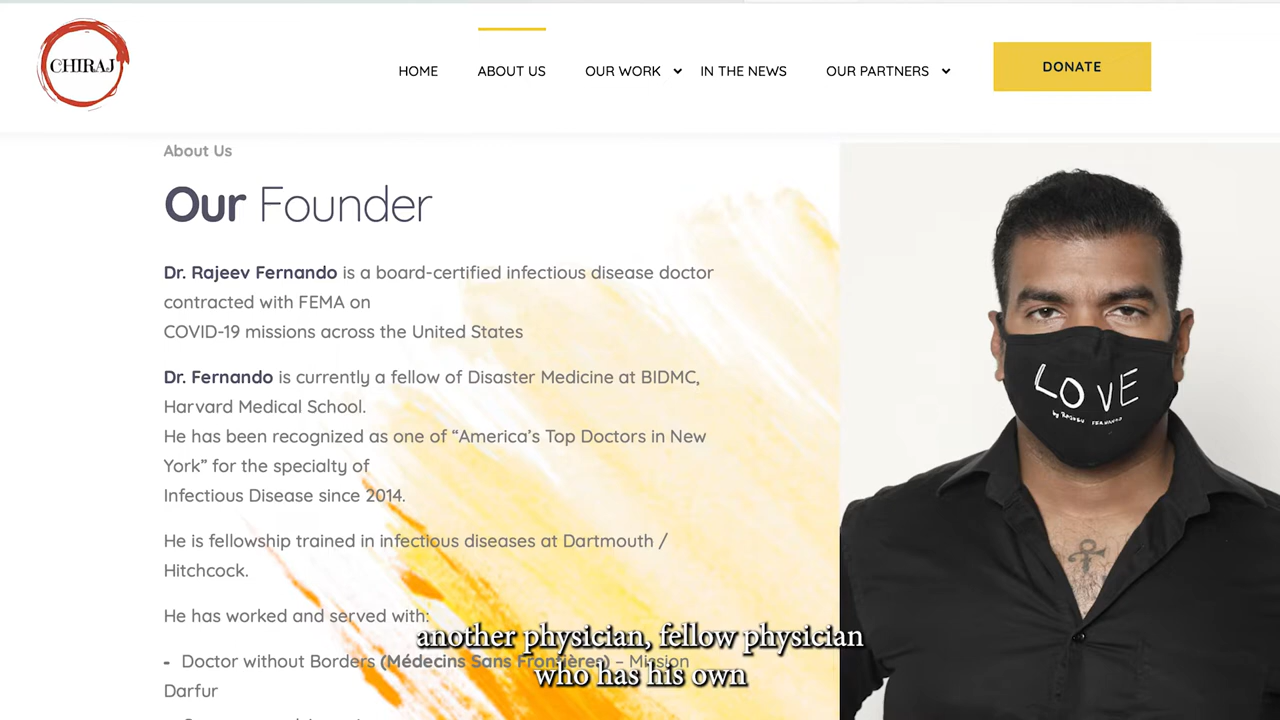 CHIRAJ
HOME
ABOUT US
OUR WORK
IN THE NEWS
OUR PARTNERS
DONATE
About Us
Our Founder
Dr. Rajeev Fernando is a board-certified infectious disease doctor
contracted with FEMA on
COVID-19 missions across the United States
Dr. Fernando is currently a fellow of Disaster Medicine at BIDMC,
Harvard Medical School.
He has been recognized as one of “America’s Top Doctors in New
York” for the specialty of
Infectious Disease since 2014.
He is fellowship trained in infectious diseases at Dartmouth /
Hitchcock.
He has worked and served with:
- Doctor without Borders (Médecins Sans Frontières) – Mission
Darfur
another physician, fellow physician
who has his own
LOVE